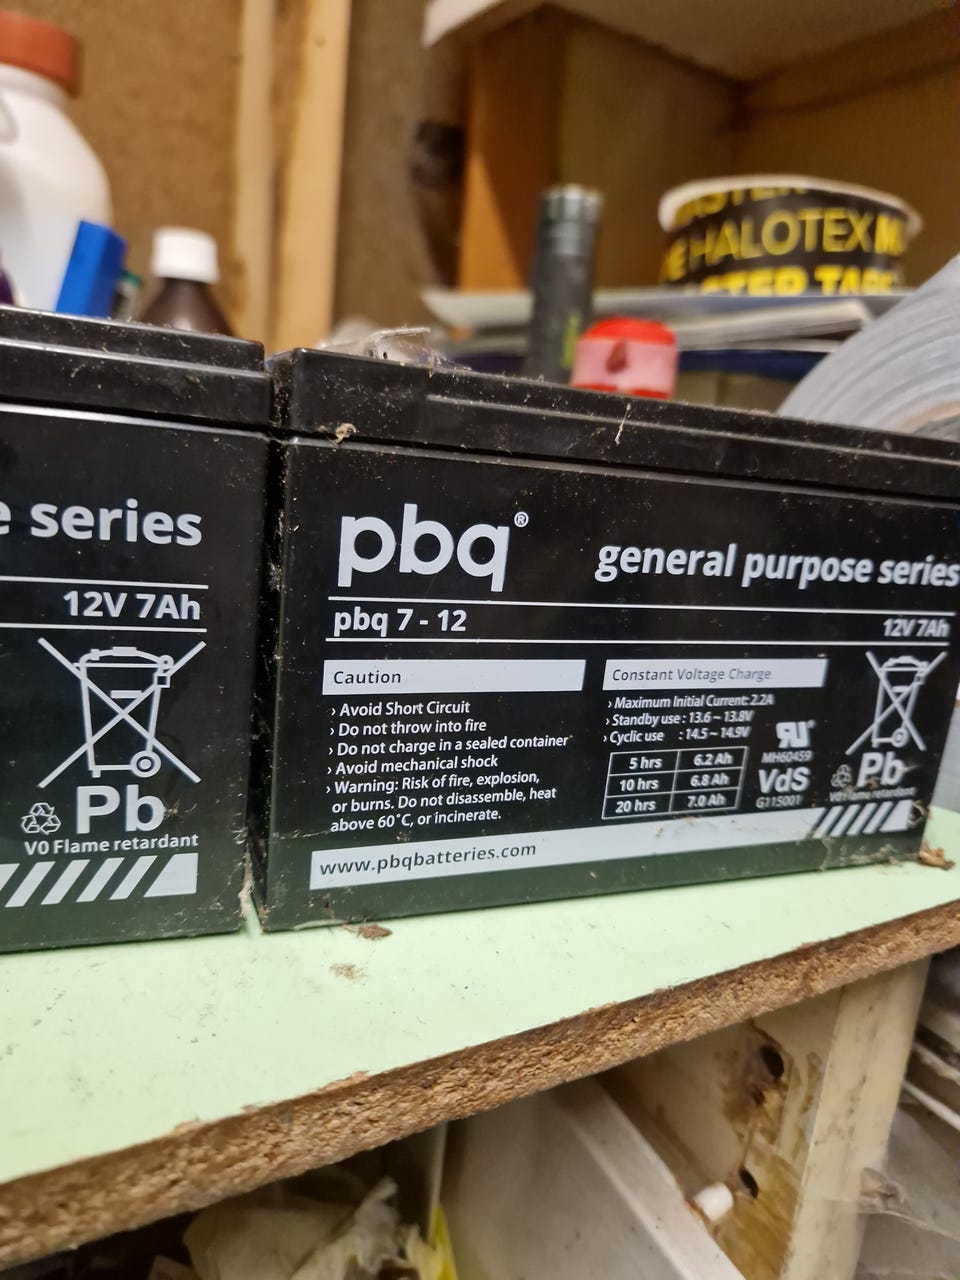 MASTER
HALOTEX
e series
12V 7Ah
Pb
V0 Flame retardant
pbq®
general purpose series
pbq 7 - 12
12V 7Ah
Caution
› Avoid Short Circuit
› Do not throw into fire
› Do not charge in a sealed container
› Avoid mechanical shock
› Warning: Risk of fire, explosion,
or burns. Do not disassemble, heat
above 60°C, or incinerate.
Constant Voltage Charge
› Maximum Initial Current: 2.2A
› Standby use : 13.6 ~ 13.8V
› Cyclic use : 14.5 ~ 14.9V
5 hrs 6.2 Ah
10 hrs 6.8 Ah
20 hrs 7.0 Ah
MH60459
VdS
G115001
Pb
V0 Flame retardant
www.pbqbatteries.com